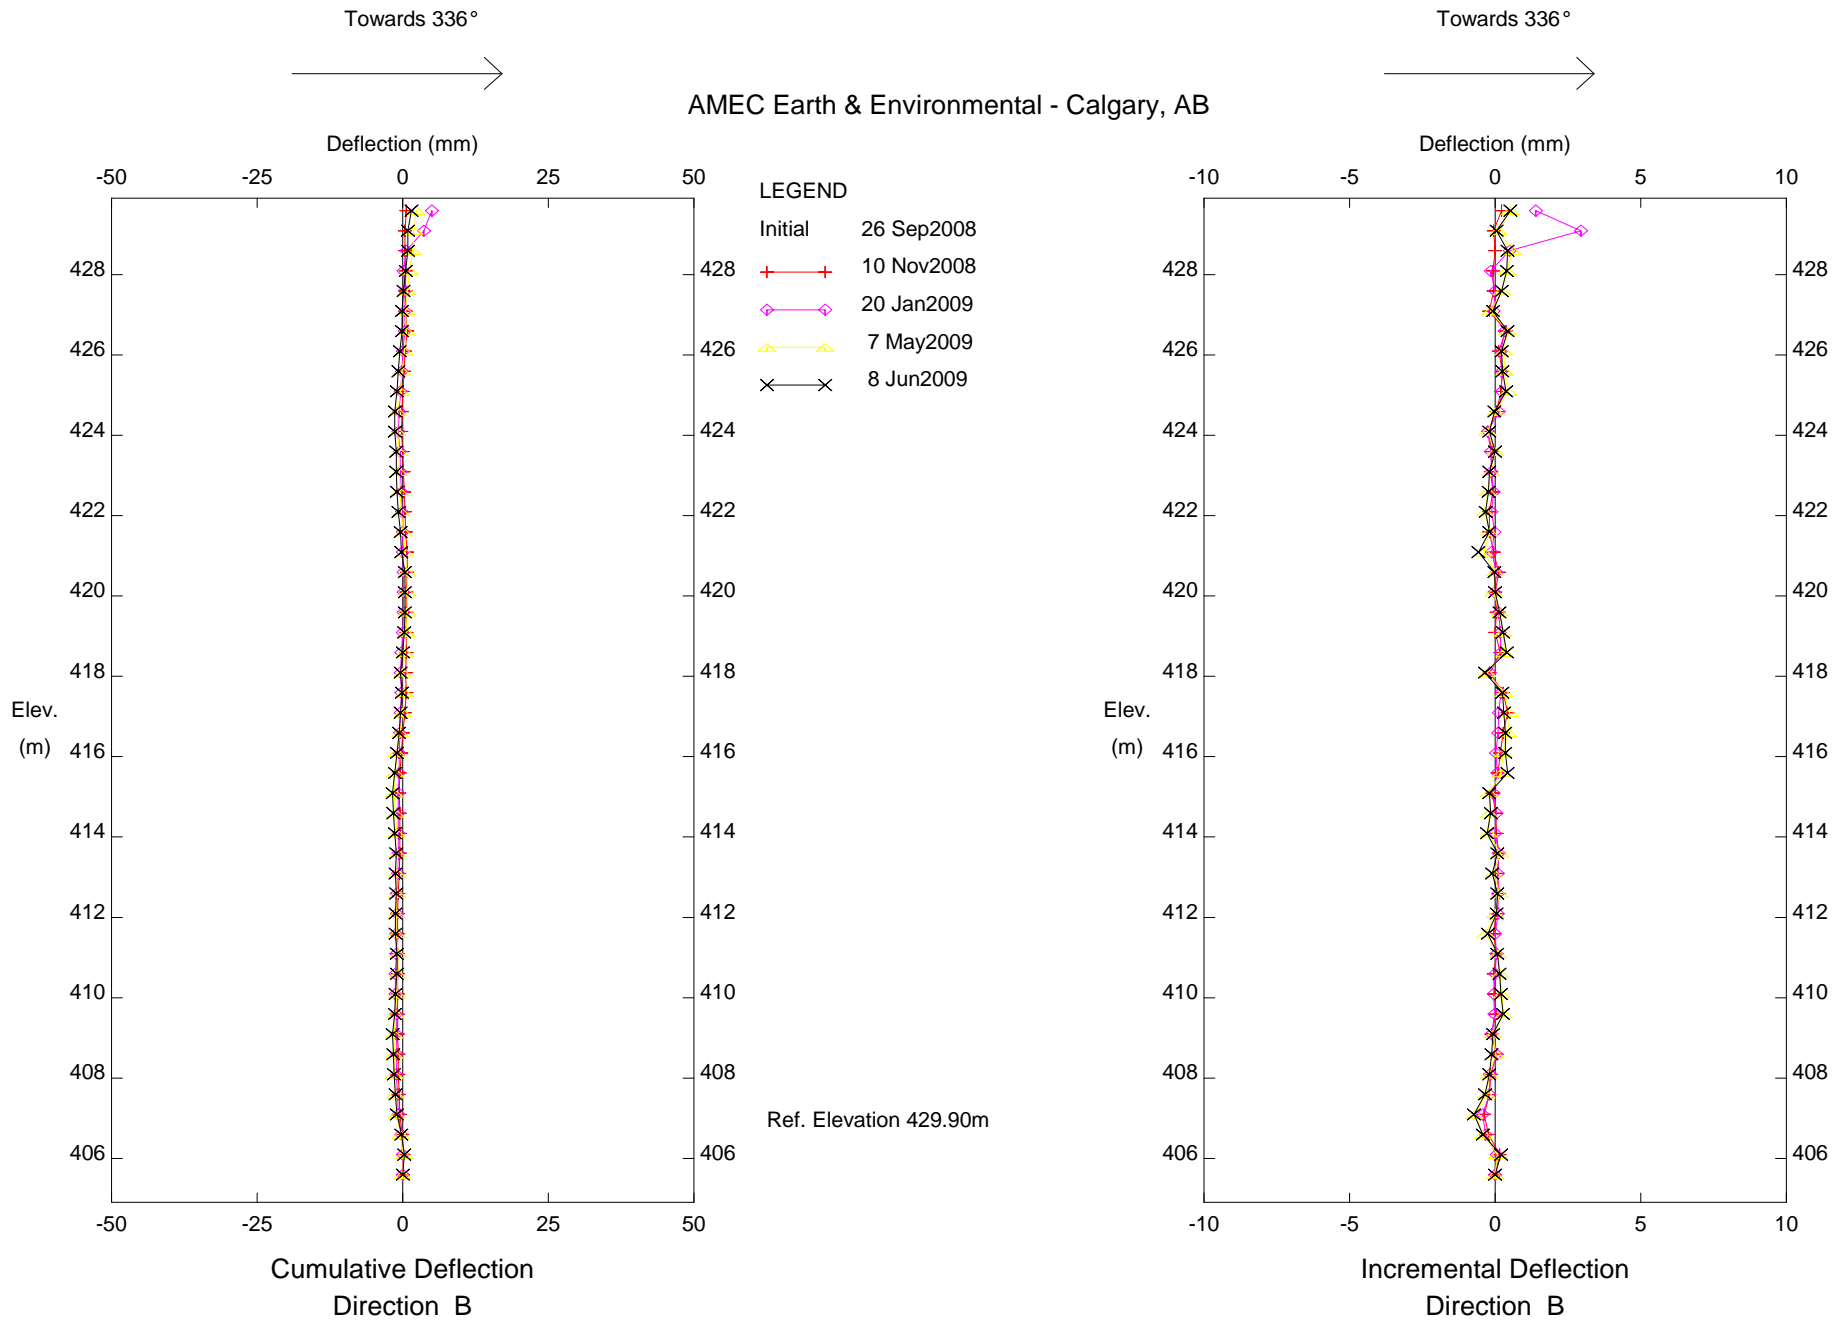 Towards 336° Towards 336°
AMEC Earth & Environmental - Calgary, AB
Deflection (mm) Deflection (mm)
-50 -25 0 25 50 -10 -5 0 5 10
LEGEND
Initial 26 Sep2008
10 Nov2008
20 Jan2009
7 May2009
8 Jun2009
428 428 428 428
426 426 426 426
424 424 424 424
422 422 422 422
420 420 420 420
418 418 418 418
Elev. Elev.
(m) (m)
416 416 416 416
414 414 414 414
412 412 412 412
410 410 410 410
408 408 408 408
Ref. Elevation 429.90m
406 406 406 406
-50 -25 0 25 50 -10 -5 0 5 10
Cumulative Deflection Incremental Deflection
Direction B Direction B